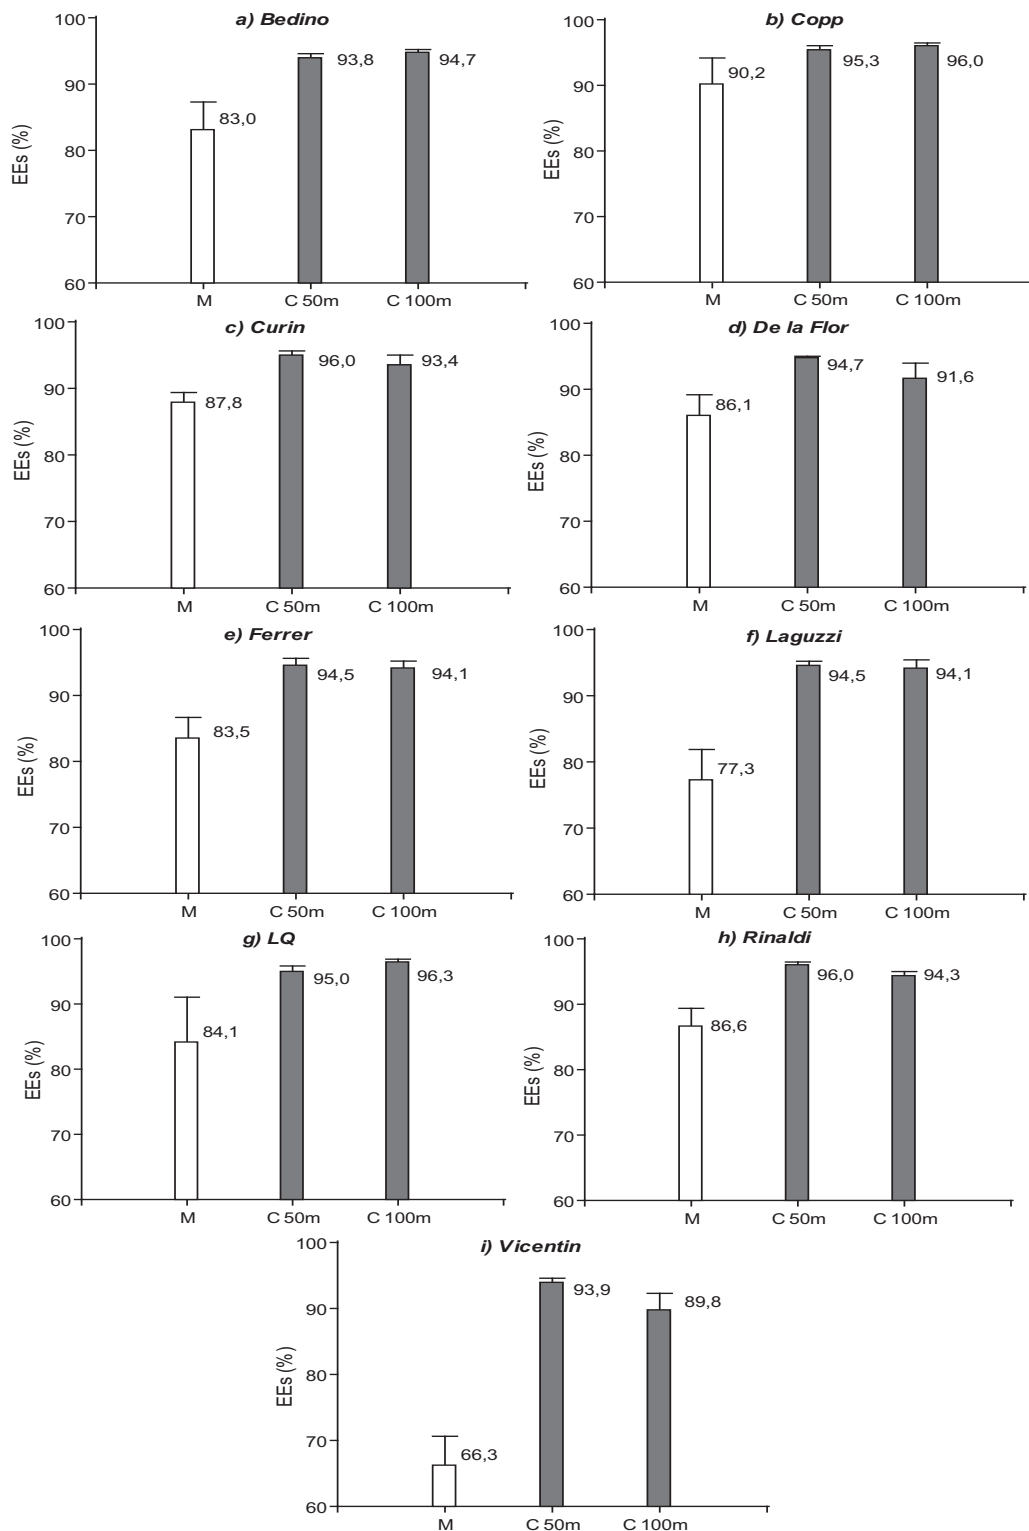 a) Bedino
100
90
80
70
60
EEs (%)
83,0
93,8
94,7
M
C 50m
C 100m
b) Copp
100
90
80
70
60
EEs (%)
90,2
95,3
96,0
M
C 50m
C 100m
c) Curin
100
90
80
70
60
EEs (%)
87,8
96,0
93,4
M
C 50m
C 100m
d) De la Flor
100
90
80
70
60
EEs (%)
86,1
94,7
91,6
M
C 50m
C 100m
e) Ferrer
100
90
80
70
60
EEs (%)
83,5
94,5
94,1
M
C 50m
C 100m
f) Laguzzi
100
90
80
70
60
EEs (%)
77,3
94,5
94,1
M
C 50m
C 100m
g) LQ
100
90
80
70
60
EEs (%)
84,1
95,0
96,3
M
C 50m
C 100m
h) Rinaldi
100
90
80
70
60
EEs (%)
86,6
96,0
94,3
M
C 50m
C 100m
i) Vicentin
100
90
80
70
60
EEs (%)
66,3
93,9
89,8
M
C 50m
C 100m